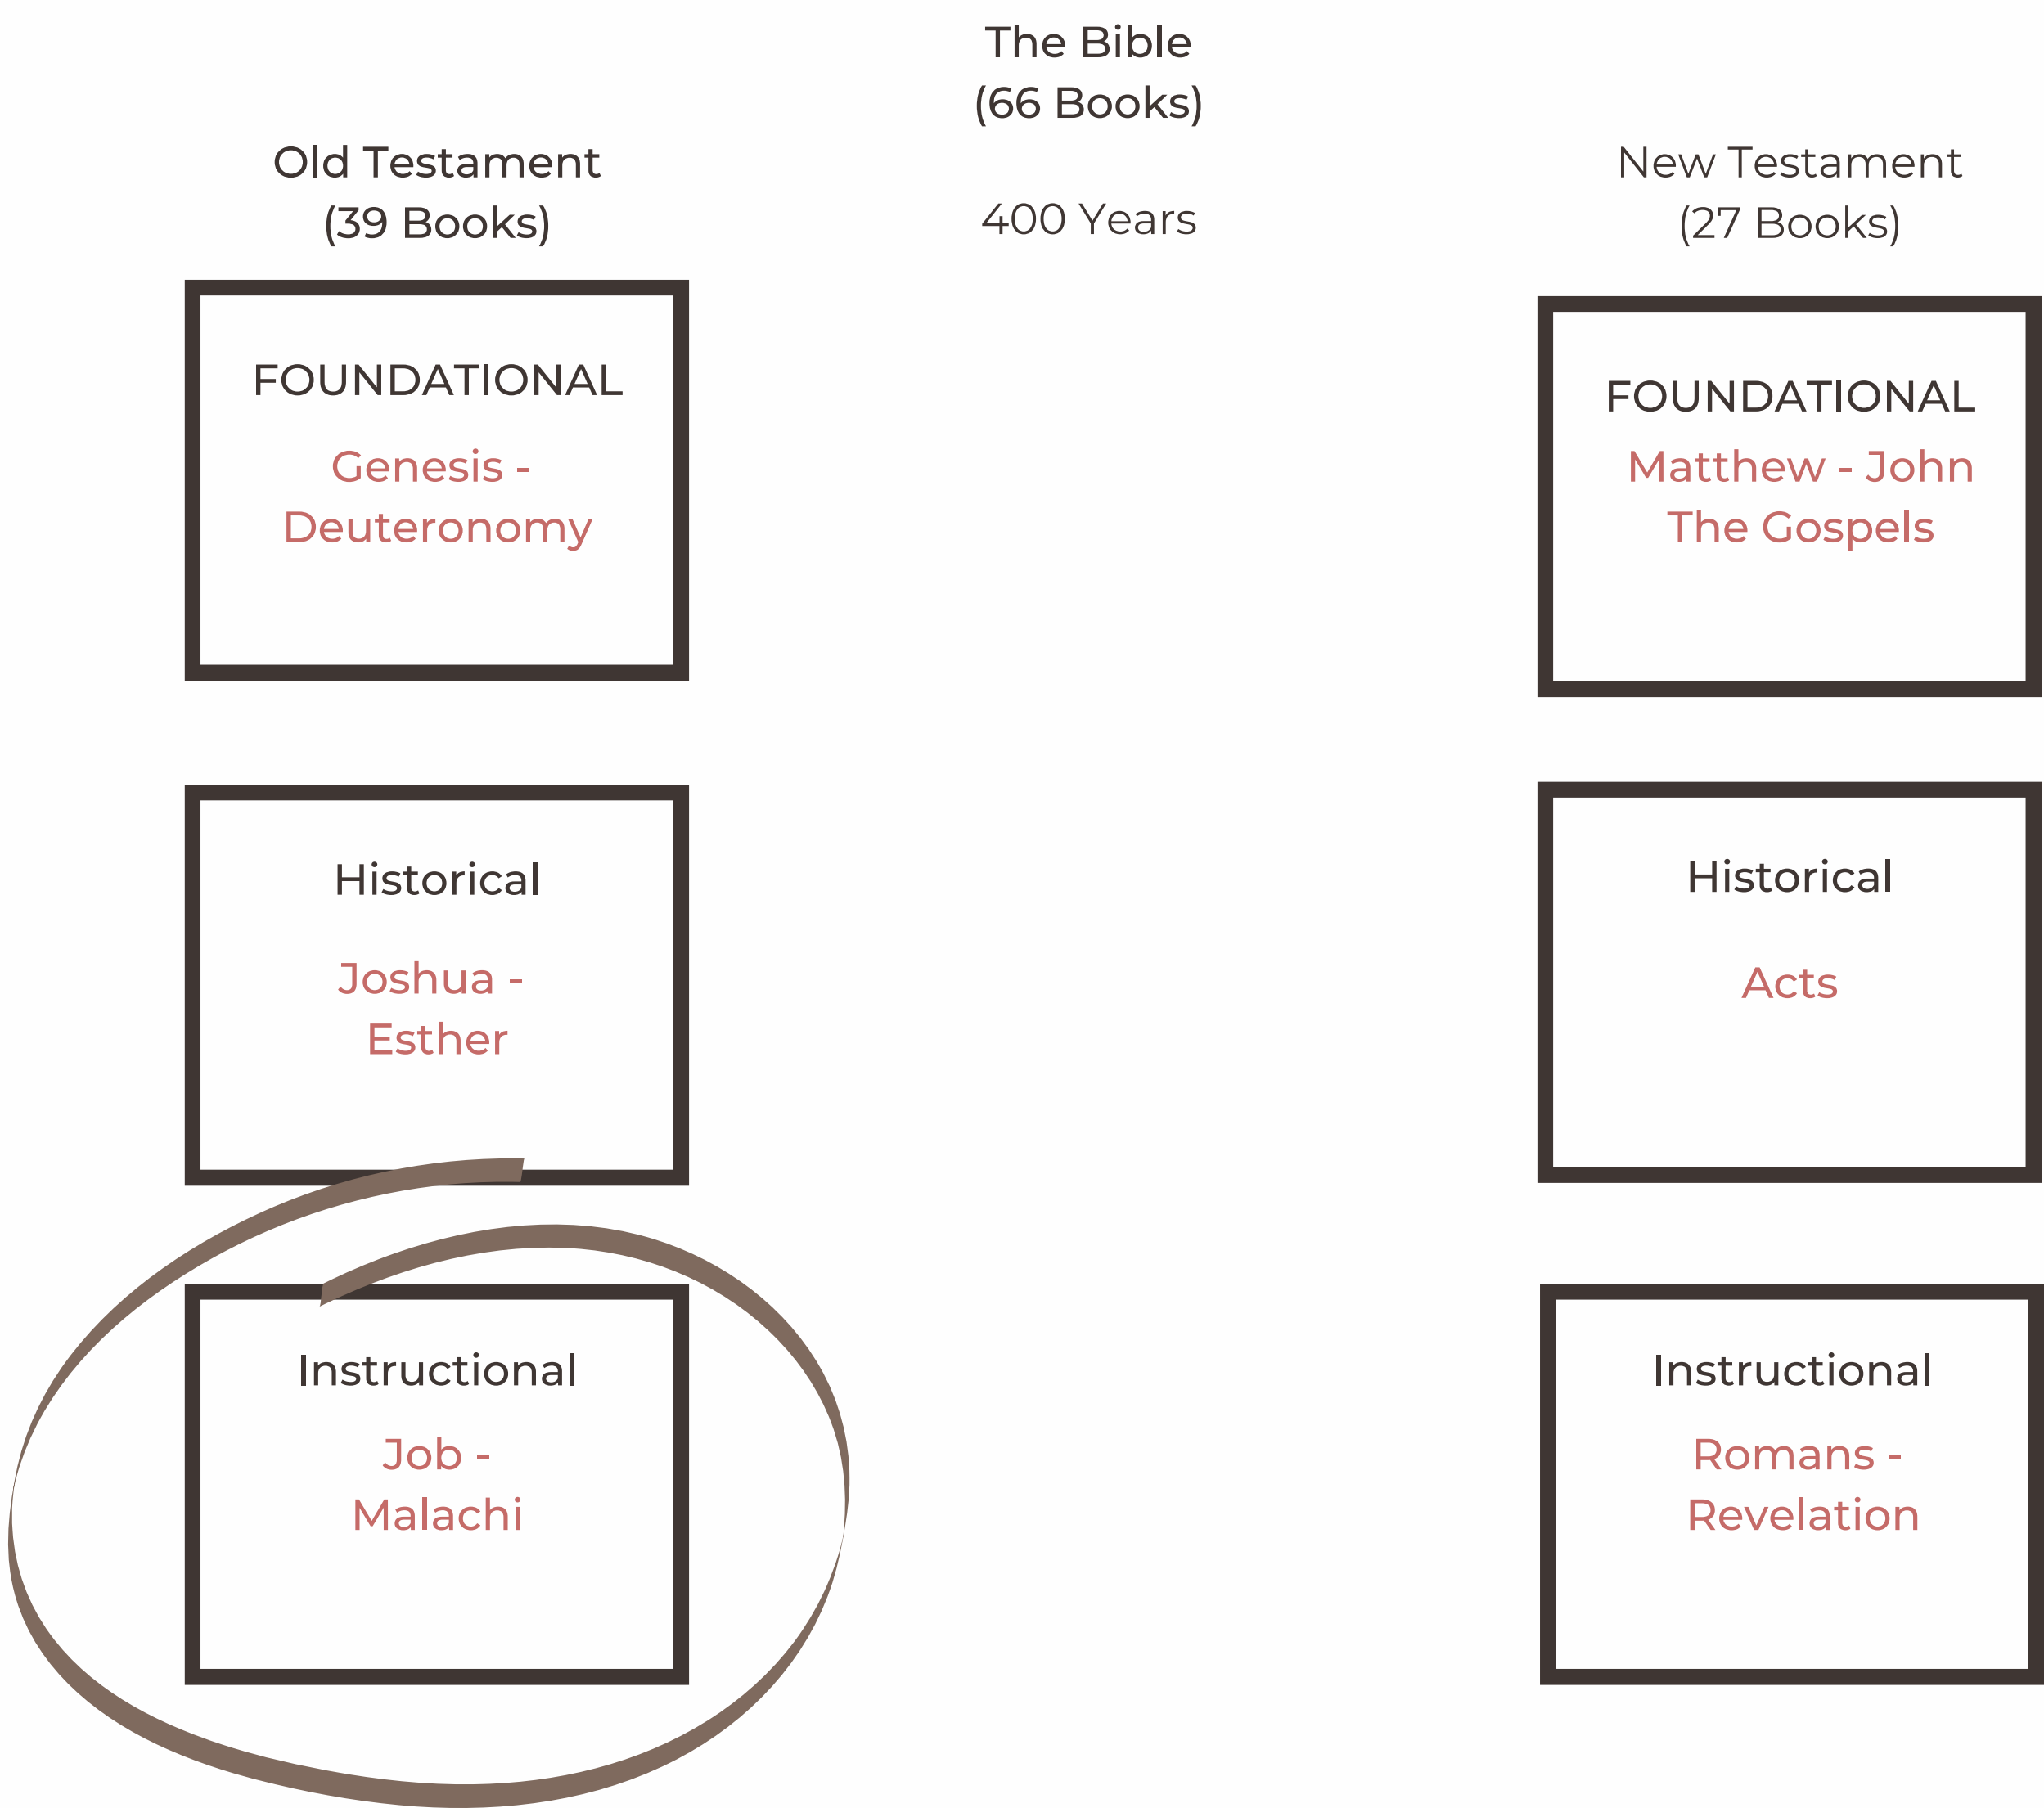 The Bible
(66 Books)
400 Years
Old Testament
(39 Books)
FOUNDATIONAL
Genesis -
Deuteronomy
Historical
Joshua -
Esther
Instructional
Job -
Malachi
New Testament
(27 Books)
FOUNDATIONAL
Matthew - John
The Gospels
Historical
Acts
Instructional
Romans -
Revelation